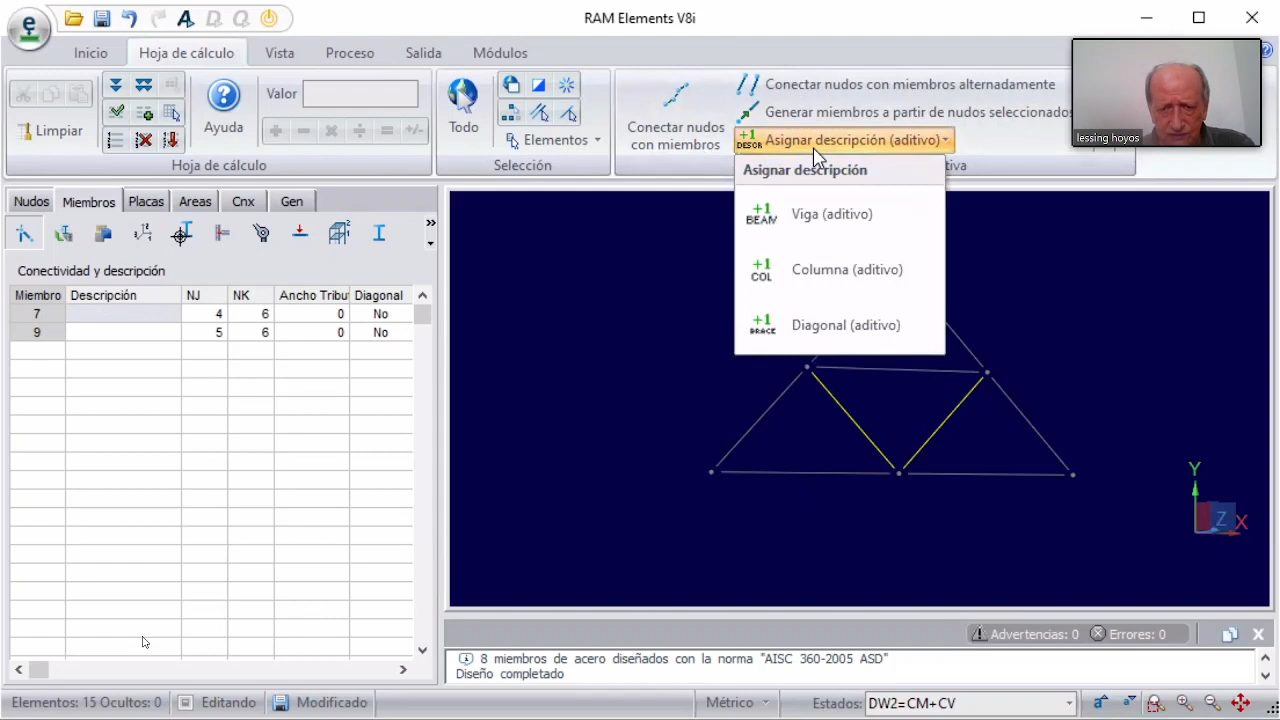 RAM Elements V8i
Inicio
Hoja de cálculo
Vista
Proceso
Salida
Módulos
Limpiar
Ayuda
Valor
Hoja de cálculo
Todo
Elementos
Selección
Conectar nudos
con miembros
Conectar nudos con miembros alternadamente
Generar miembros a partir de nudos seleccionados
+1
DESCR
Asignar descripción (aditivo)
lessing hoyos
Asignar descripción
+1
BEAM
Viga (aditivo)
+1
COL
Columna (aditivo)
+1
BRACE
Diagonal (aditivo)
Nudos
Miembros
Placas
Areas
Cnx
Gen
Conectividad y descripción
Miembro Descripción NJ NK Ancho Tribut Diagonal
7 4 6 0 No
9 5 6 0 No
Y
Z
X
Advertencias: 0
Errores: 0
8 miembros de acero diseñados con la norma "AISC 360-2005 ASD"
Diseño completado
Elementos: 15 Ocultos: 0
Editando
Modificado
Métrico
Estados:
DW2=CM+CV